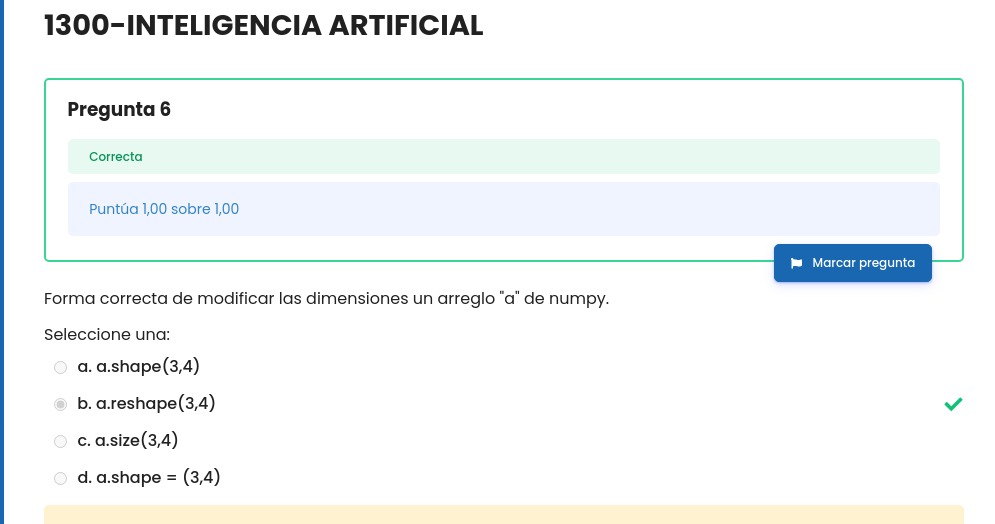 1300-INTELIGENCIA ARTIFICIAL
Pregunta 6
Correcta
Puntúa 1,00 sobre 1,00
Marcar pregunta
Forma correcta de modificar las dimensiones un arreglo "a" de numpy.
Seleccione una:
a. a.shape(3,4)
b. a.reshape(3,4)
c. a.size(3,4)
d. a.shape = (3,4)